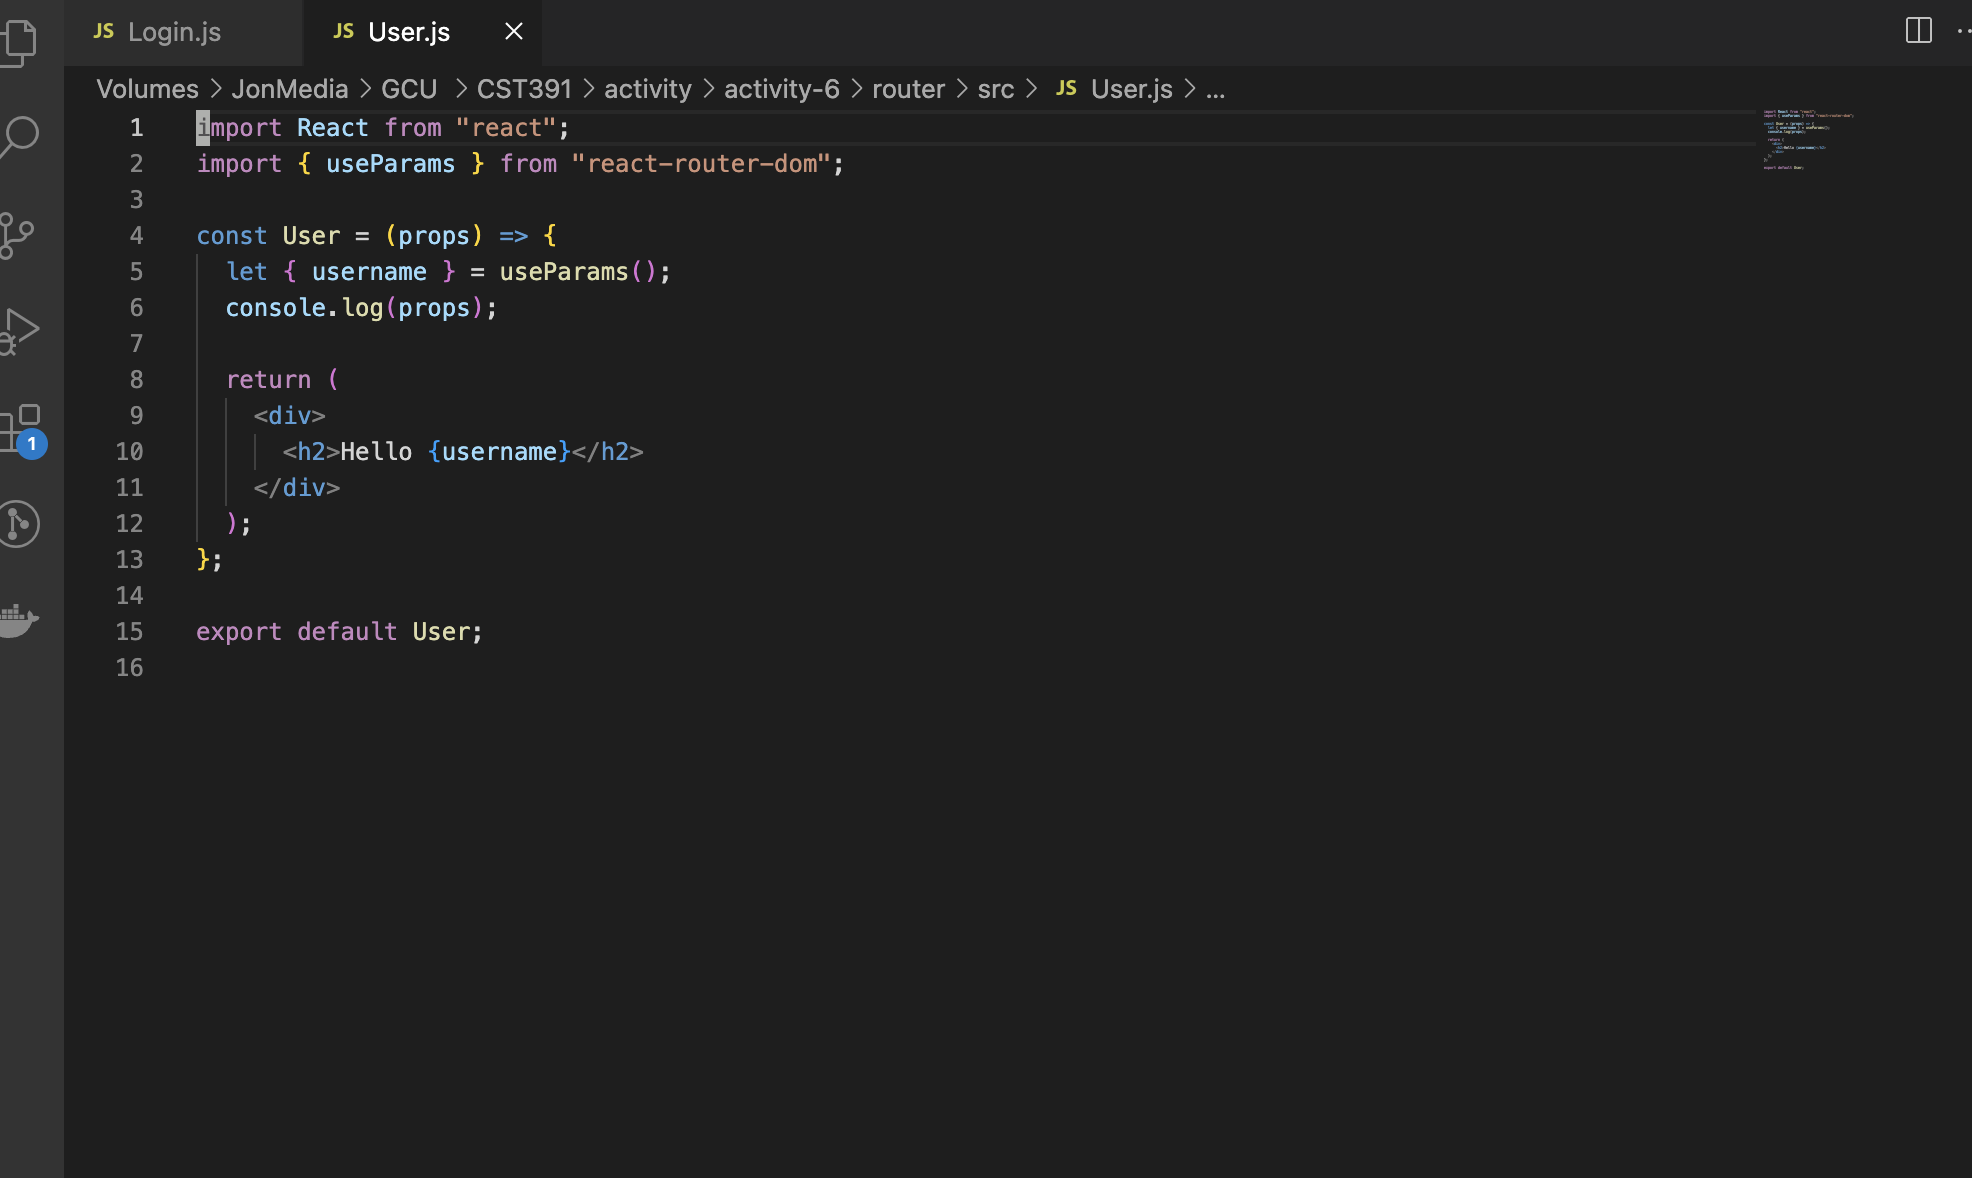 JS Login.js JS User.js
Volumes > JonMedia > GCU > CST391 > activity > activity-6 > router > src > JS User.js > ...
1 import React from "react";
2 import { useParams } from "react-router-dom";
3
4 const User = (props) => {
5 let { username } = useParams();
6 console.log(props);
7
8 return (
9 <div>
10 <h2>Hello {username}</h2>
11 </div>
12 );
13 };
14
15 export default User;
16
1